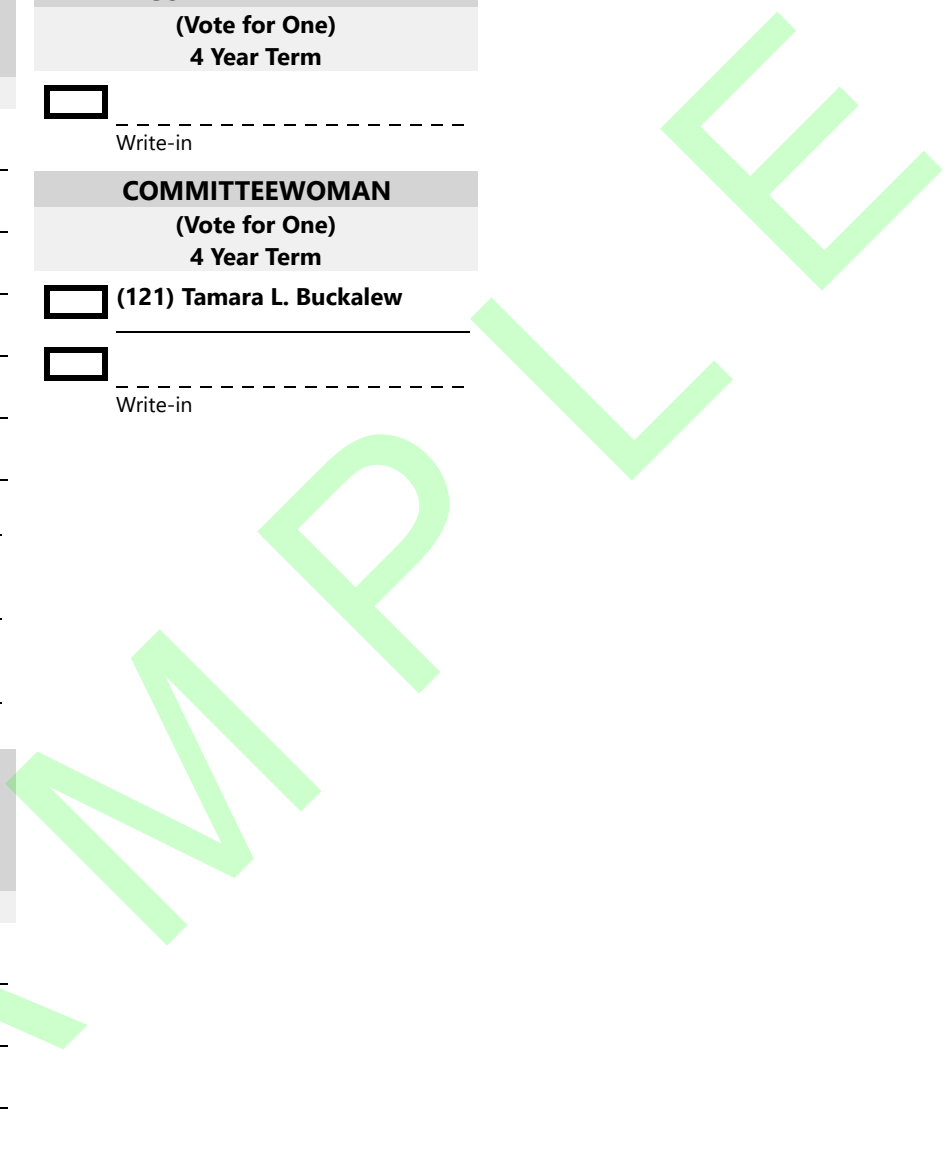 (Vote for One)
4 Year Term
Write-in
COMMITTEEWOMAN
(Vote for One)
4 Year Term
(121) Tamara L. Buckalew
Write-in
MPLE